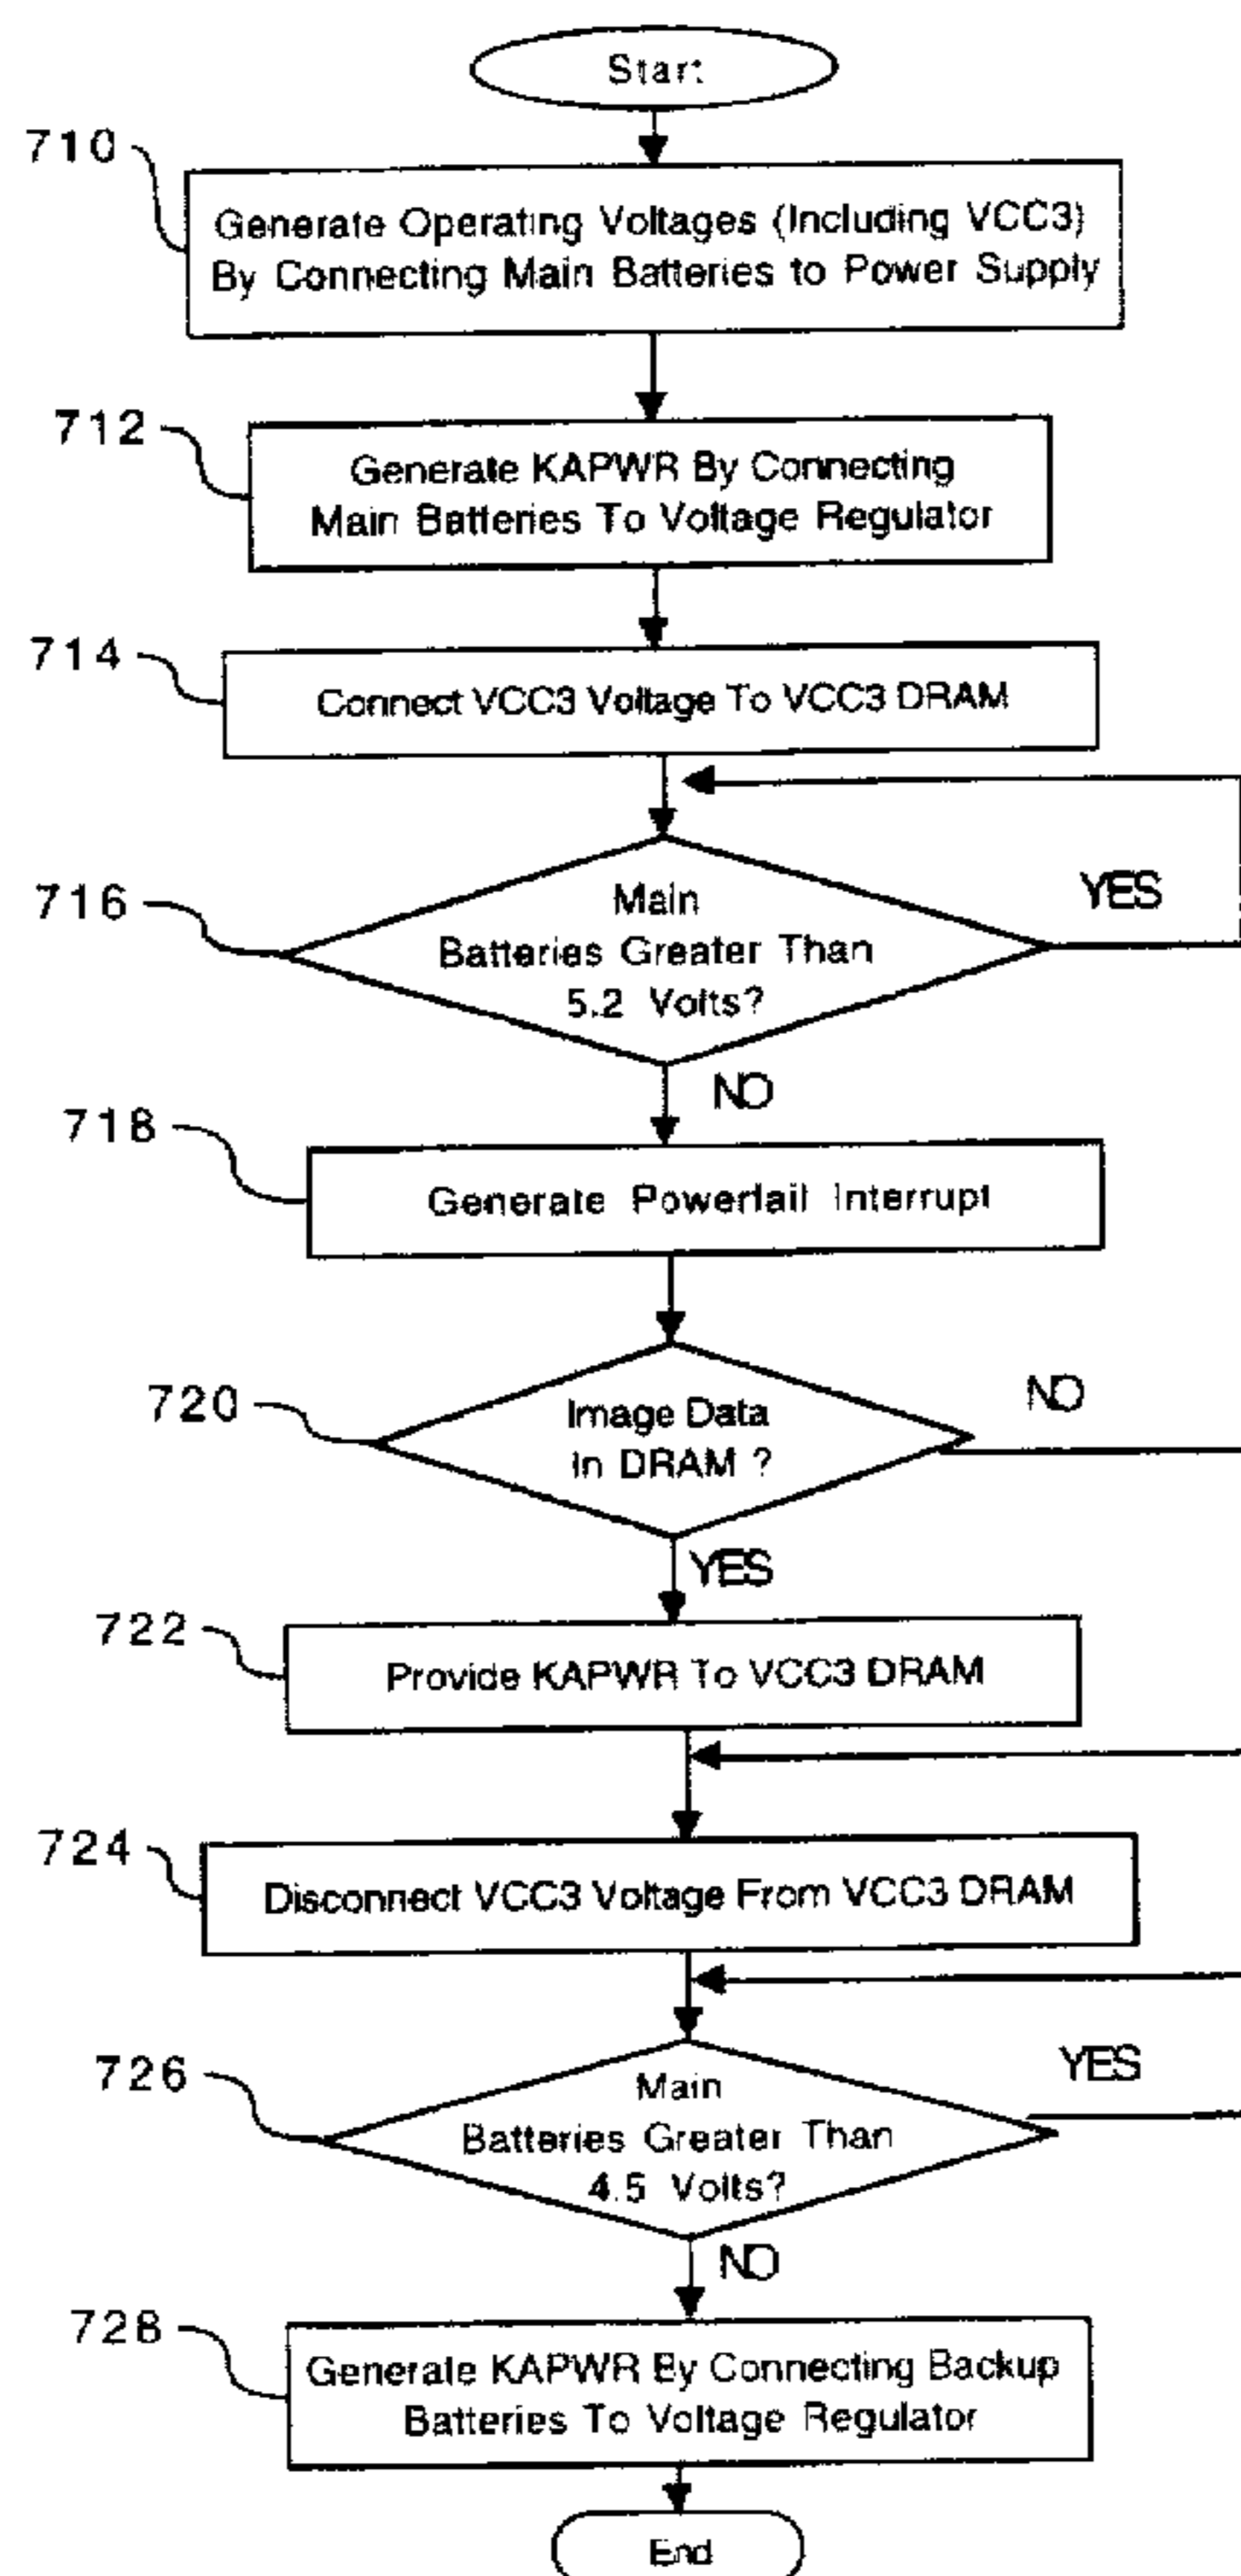 Start
710
Generate Operating Voltages (Including VCC3)
By Connecting Main Batteries to Power Supply
712
Generate KAPWR By Connecting
Main Batteries To Voltage Regulator
714
Connect VCC3 Voltage To VCC3 DRAM
716
Main
Batteries Greater Than
5.2 Volts?
YES
NO
718
Generate Powerfail Interrupt
720
Image Data
In DRAM ?
NO
YES
722
Provide KAPWR To VCC3 DRAM
724
Disconnect VCC3 Voltage From VCC3 DRAM
726
Main
Batteries Greater Than
4.5 Volts?
YES
NO
728
Generate KAPWR By Connecting Backup
Batteries To Voltage Regulator
End